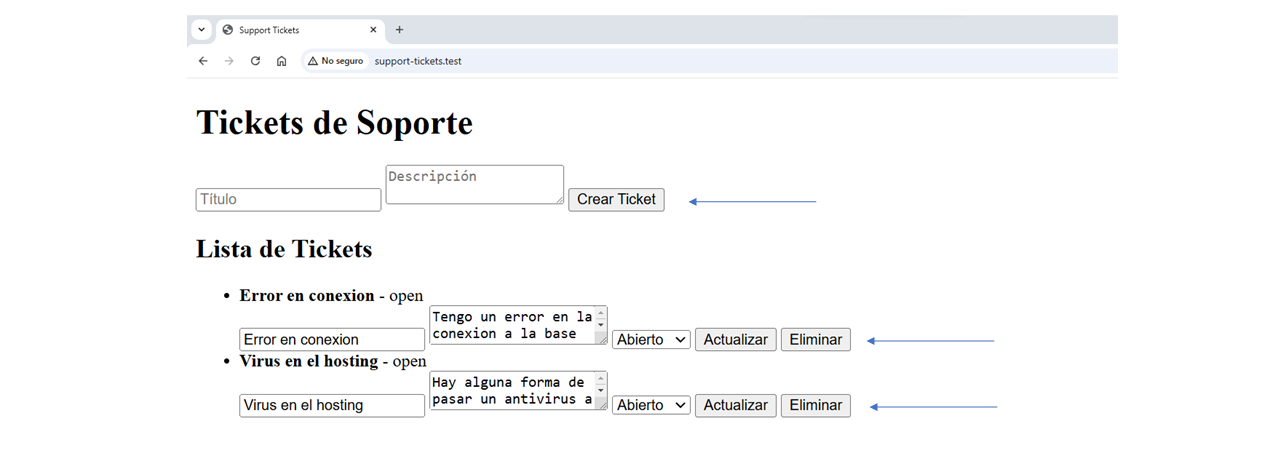 Support Tickets
No seguro support-tickets.test
Tickets de Soporte
Título Descripción Crear Ticket
Lista de Tickets
Error en conexion - open
Error en conexion
Tengo un error en la
conexion a la base
Abierto Actualizar Eliminar
Virus en el hosting - open
Virus en el hosting
Hay alguna forma de
pasar un antivirus a
Abierto Actualizar Eliminar